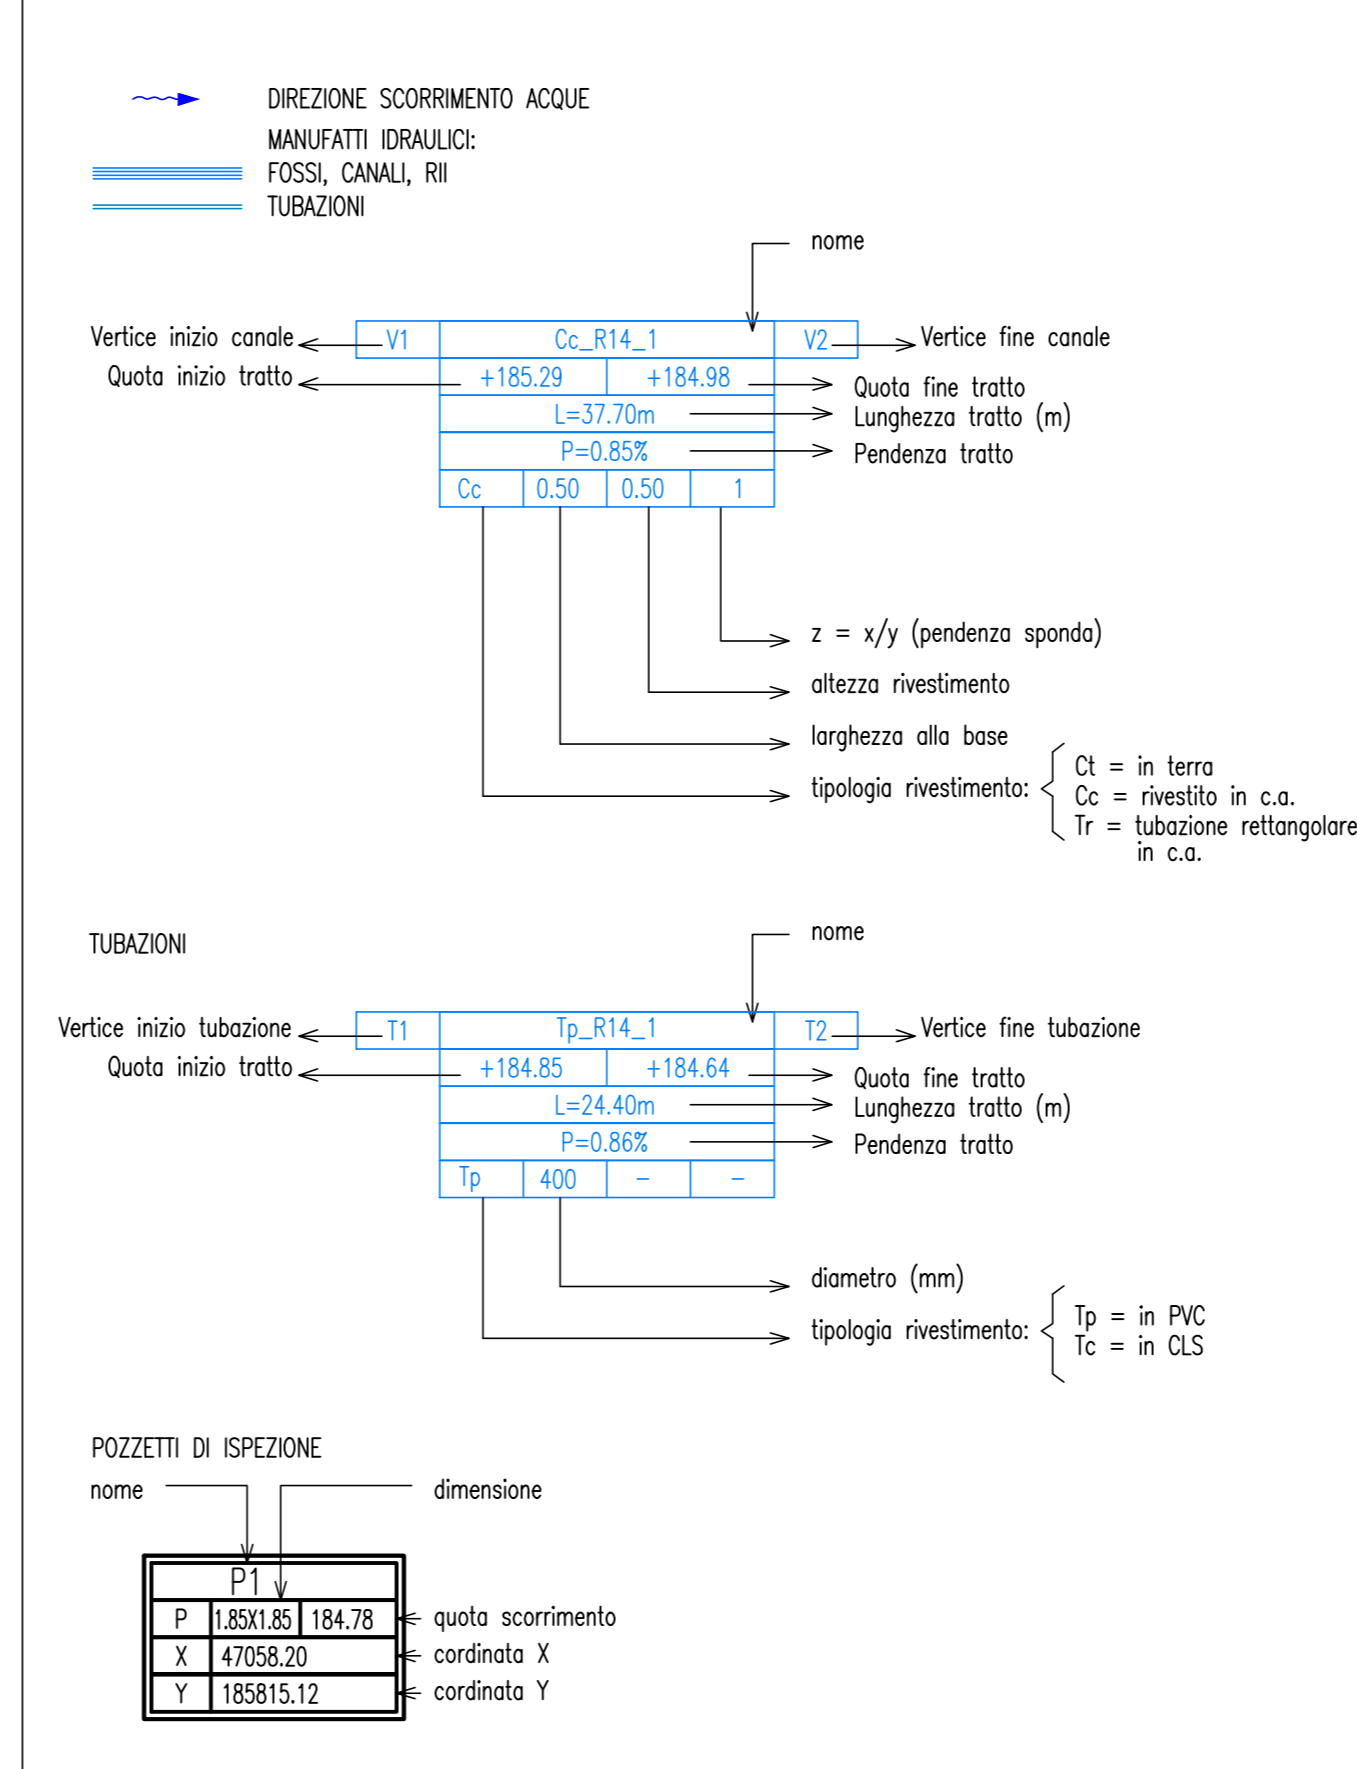 DIREZIONE SCORRIMENTO ACQUE
MANUFATTI IDRAULICI:
FOSSI, CANALI, RII
TUBAZIONI
nome
Vertice inizio canale V1 Cc_R14_1 V2 Vertice fine canale
Quota inizio tratto +185.29 +184.98 Quota fine tratto
L=37.70m Lunghezza tratto (m)
P=0.85% Pendenza tratto
Cc 0.50 0.50 1
z = x/y (pendenza sponda)
altezza rivestimento
larghezza alla base
tipologia rivestimento:
Ct = in terra
Cc = rivestito in c.a.
Tr = tubazione rettangolare
in c.a.
TUBAZIONI
nome
Vertice inizio tubazione T1 Tp_R14_1 T2 Vertice fine tubazione
Quota inizio tratto +184.85 +184.64 Quota fine tratto
L=24.40m Lunghezza tratto (m)
P=0.86% Pendenza tratto
Tp 400 – –
diametro (mm)
tipologia rivestimento:
Tp = in PVC
Tc = in CLS
POZZETTI DI ISPEZIONE
nome dimensione
P1
P 1.85X1.85 184.78 quota scorrimento
X 47058.20 cordinata X
Y 185815.12 cordinata Y